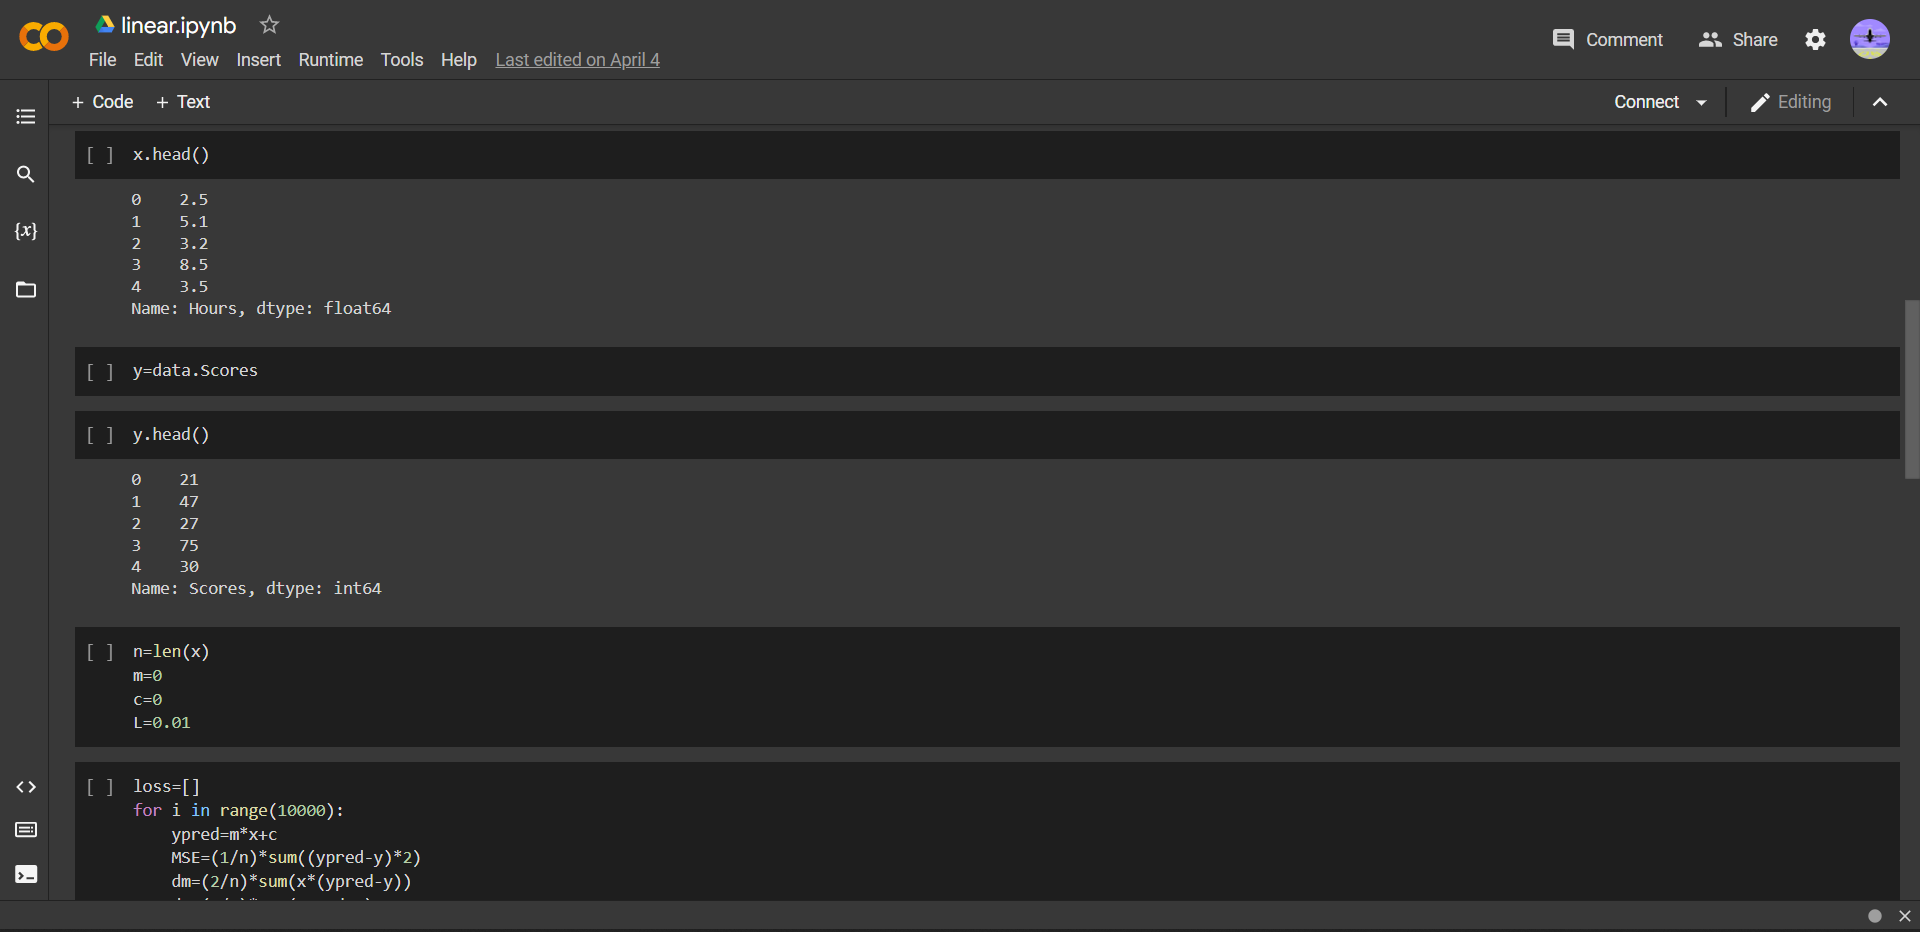 linear.ipynb
File Edit View Insert Runtime Tools Help Last edited on April 4
Comment Share
+ Code + Text
Connect Editing
{x}
[ ] x.head()
0 2.5
1 5.1
2 3.2
3 8.5
4 3.5
Name: Hours, dtype: float64
[ ] y=data.Scores
[ ] y.head()
0 21
1 47
2 27
3 75
4 30
Name: Scores, dtype: int64
[ ] n=len(x)
m=0
c=0
L=0.01
[ ] loss=[]
for i in range(10000):
ypred=m*x+c
MSE=(1/n)*sum((ypred-y)*2)
dm=(2/n)*sum(x*(ypred-y))